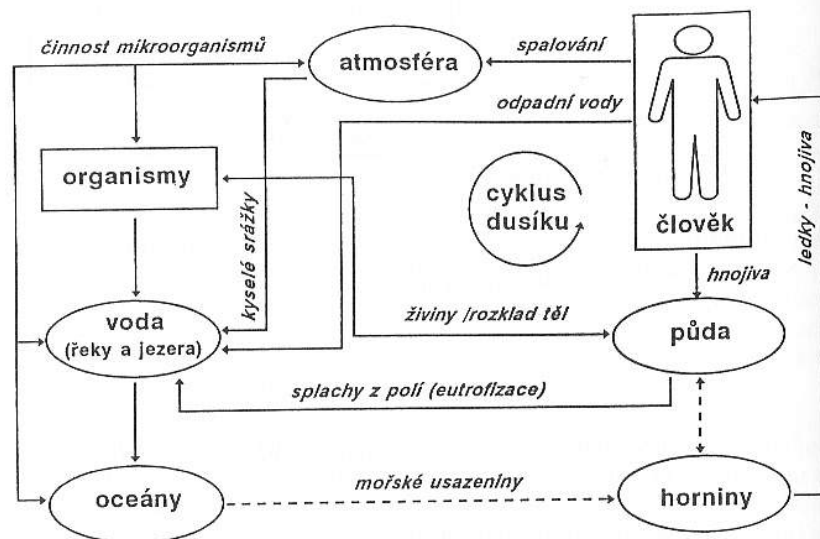 činnost mikroorganismů
atmosféra
spalování
odpadní vody
organismy
cyklus
dusíku
člověk
kyselé srážky
ledky - hnojiva
hnojiva
voda
(řeky a jezera)
živiny /rozklad těl
půda
splachy z polí (eutrofizace)
oceány
mořské usazeniny
horniny